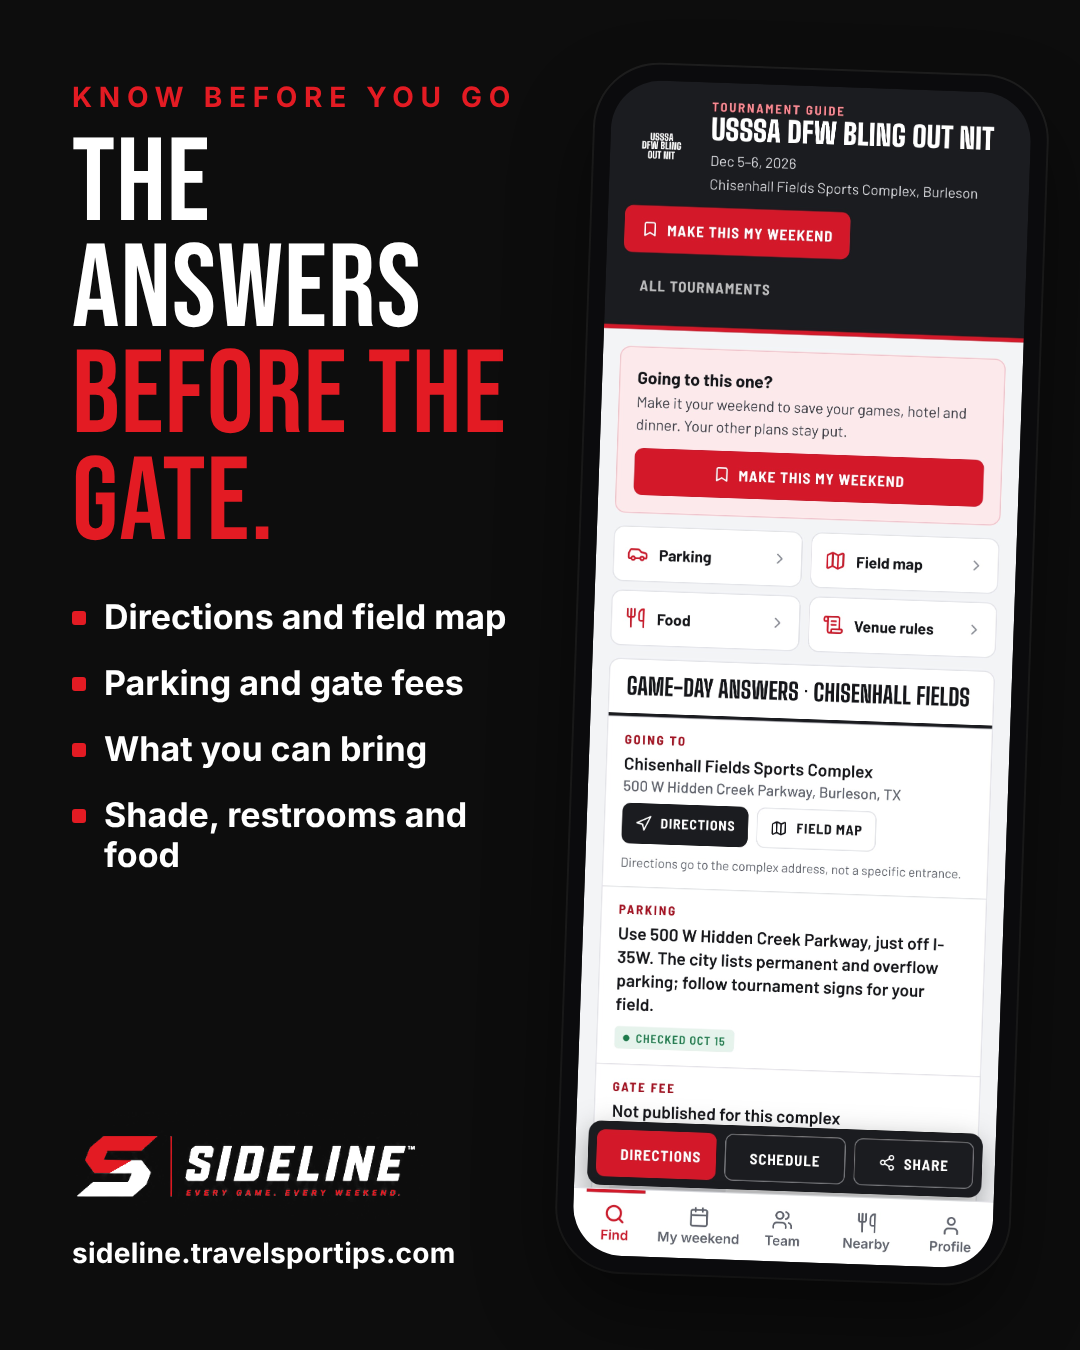 KNOW BEFORE YOU GO
THE
ANSWERS
BEFORE THE
GATE.
Directions and field map
Parking and gate fees
What you can bring
Shade, restrooms and
food
SIDELINE™
EVERY GAME. EVERY WEEKEND.
sideline.travelsportips.com
USSSA
DFW BLING
OUT NIT
TOURNAMENT GUIDE
USSSA DFW BLING OUT NIT
Dec 5–6, 2026
Chisenhall Fields Sports Complex, Burleson
MAKE THIS MY WEEKEND
ALL TOURNAMENTS
Going to this one?
Make it your weekend to save your games, hotel and
dinner. Your other plans stay put.
MAKE THIS MY WEEKEND
Parking
Field map
Food
Venue rules
GAME-DAY ANSWERS · CHISENHALL FIELDS
GOING TO
Chisenhall Fields Sports Complex
500 W Hidden Creek Parkway, Burleson, TX
DIRECTIONS
FIELD MAP
Directions go to the complex address, not a specific entrance.
PARKING
Use 500 W Hidden Creek Parkway, just off I-
35W. The city lists permanent and overflow
parking; follow tournament signs for your
field.
CHECKED OCT 15
GATE FEE
Not published for this complex
DIRECTIONS
SCHEDULE
SHARE
Find
My weekend
Team
Nearby
Profile